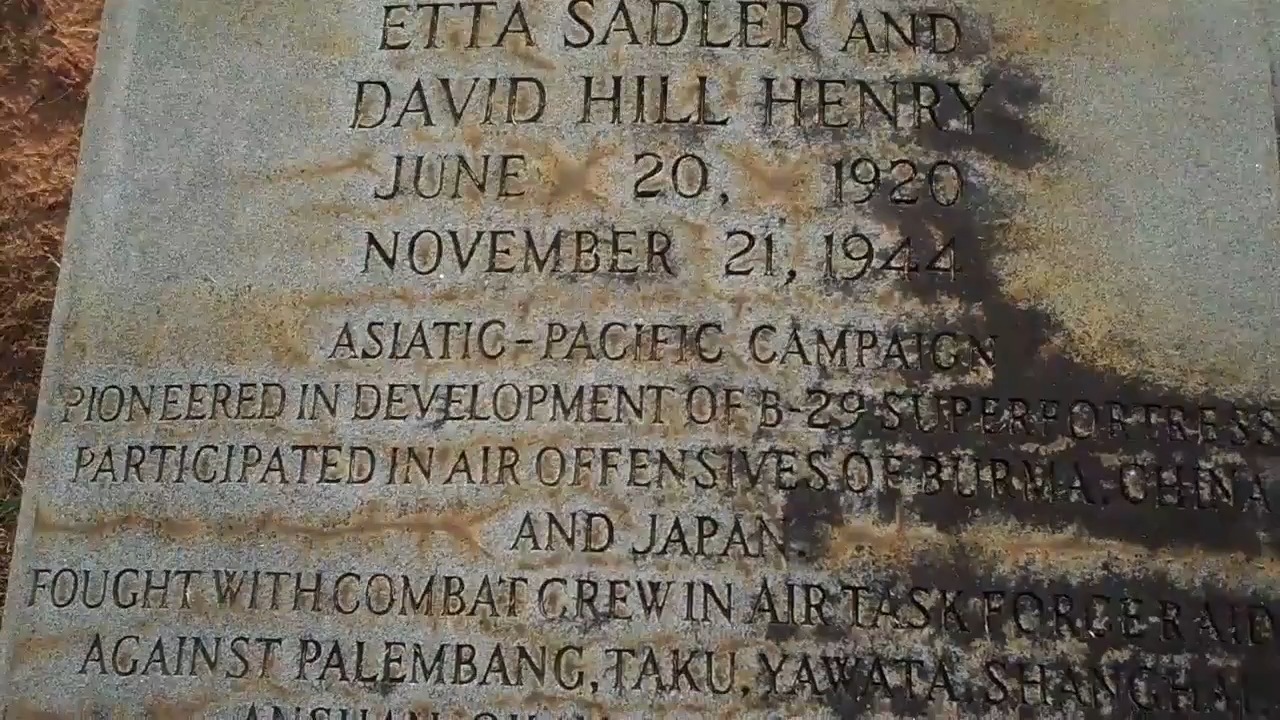 ETTA SADLER AND
DAVID HILL HENRY
JUNE 20, 1920
NOVEMBER 21, 1944
ASIATIC-PACIFIC CAMPAIGN
PIONEERED IN DEVELOPMENT OF B-29 SUPERFORTRESS
PARTICIPATED IN AIR OFFENSIVES OF BURMA, CHINA
AND JAPAN.
FOUGHT WITH COMBAT CREW IN AIR TASK FORCE RAID
AGAINST PALEMBANG, TAKU, YAWATA, SHANGHAI,